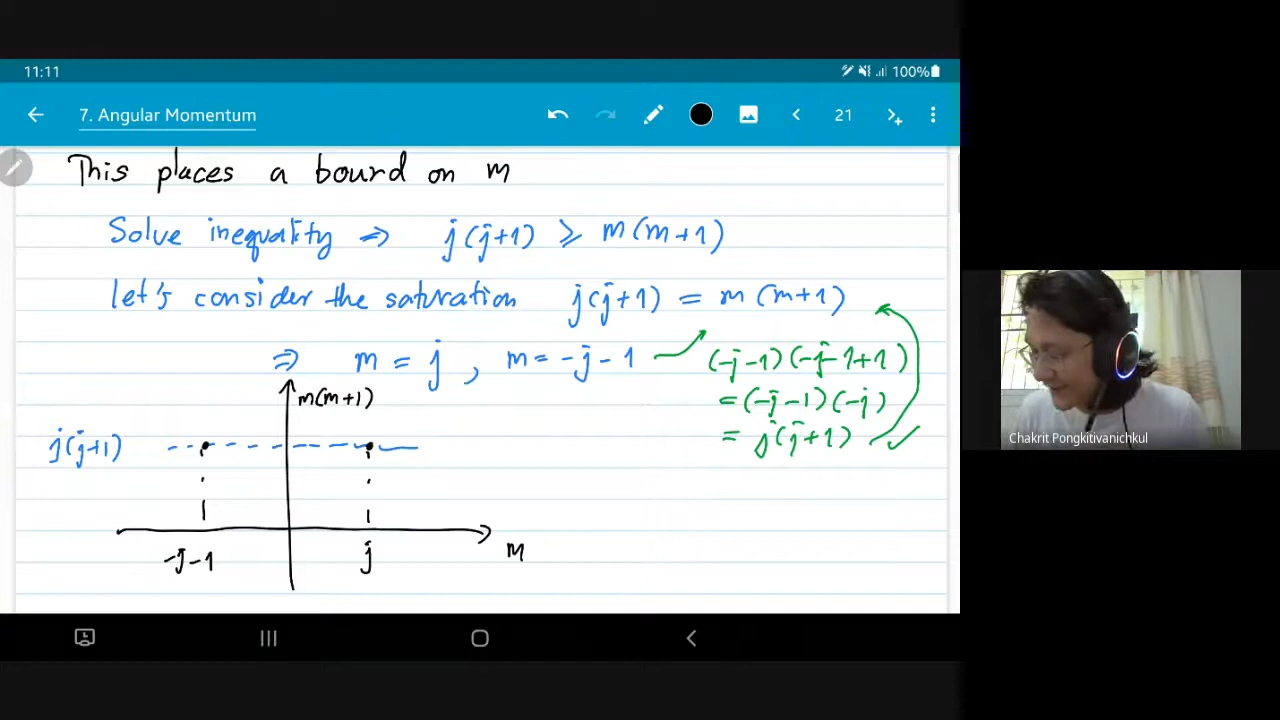 11:11
100%
7. Angular Momentum
21
This places a bound on m
Solve inequality ⇒ j(j+1) ⩾ m(m+1)
let's consider the saturation j(j+1) = m(m+1)
⇒ m = j, m = -j-1
(-j-1)(-j-1+1)
= (-j-1)(-j)
= j(j+1) ✓
m(m+1)
j(j+1)
-j-1
j
m
Chakrit Pongkitivanichkul